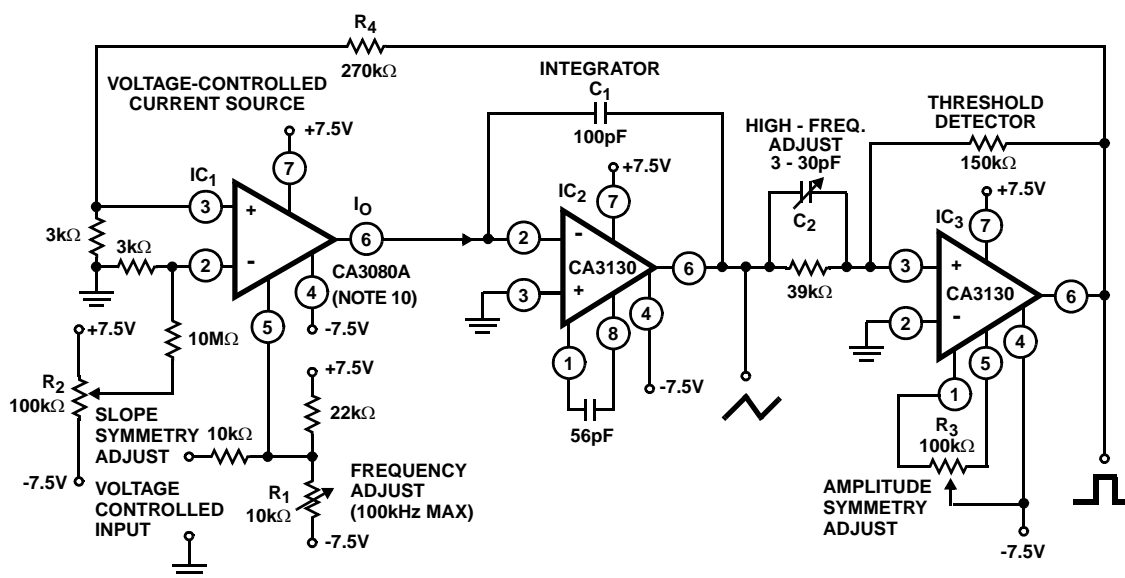 R4
270kΩ
VOLTAGE-CONTROLLED
CURRENT SOURCE
+7.5V
7
IC1
3
+
3kΩ
3kΩ
2
-
IO
6
CA3080A
(NOTE 10)
4
-7.5V
5
+7.5V
10MΩ
R2
100kΩ
SLOPE
SYMMETRY
ADJUST
-7.5V
10kΩ
VOLTAGE
CONTROLLED
INPUT
+7.5V
22kΩ
R1
10kΩ
FREQUENCY
ADJUST
(100kHz MAX)
-7.5V
INTEGRATOR
C1
100pF
+7.5V
IC2
7
2
-
CA3130
6
3
+
1
8
4
-7.5V
56pF
HIGH - FREQ.
ADJUST
3 - 30pF
C2
39kΩ
THRESHOLD
DETECTOR
150kΩ
+7.5V
IC3
7
3
+
CA3130
6
2
-
4
5
1
R3
100kΩ
AMPLITUDE
SYMMETRY
ADJUST
-7.5V